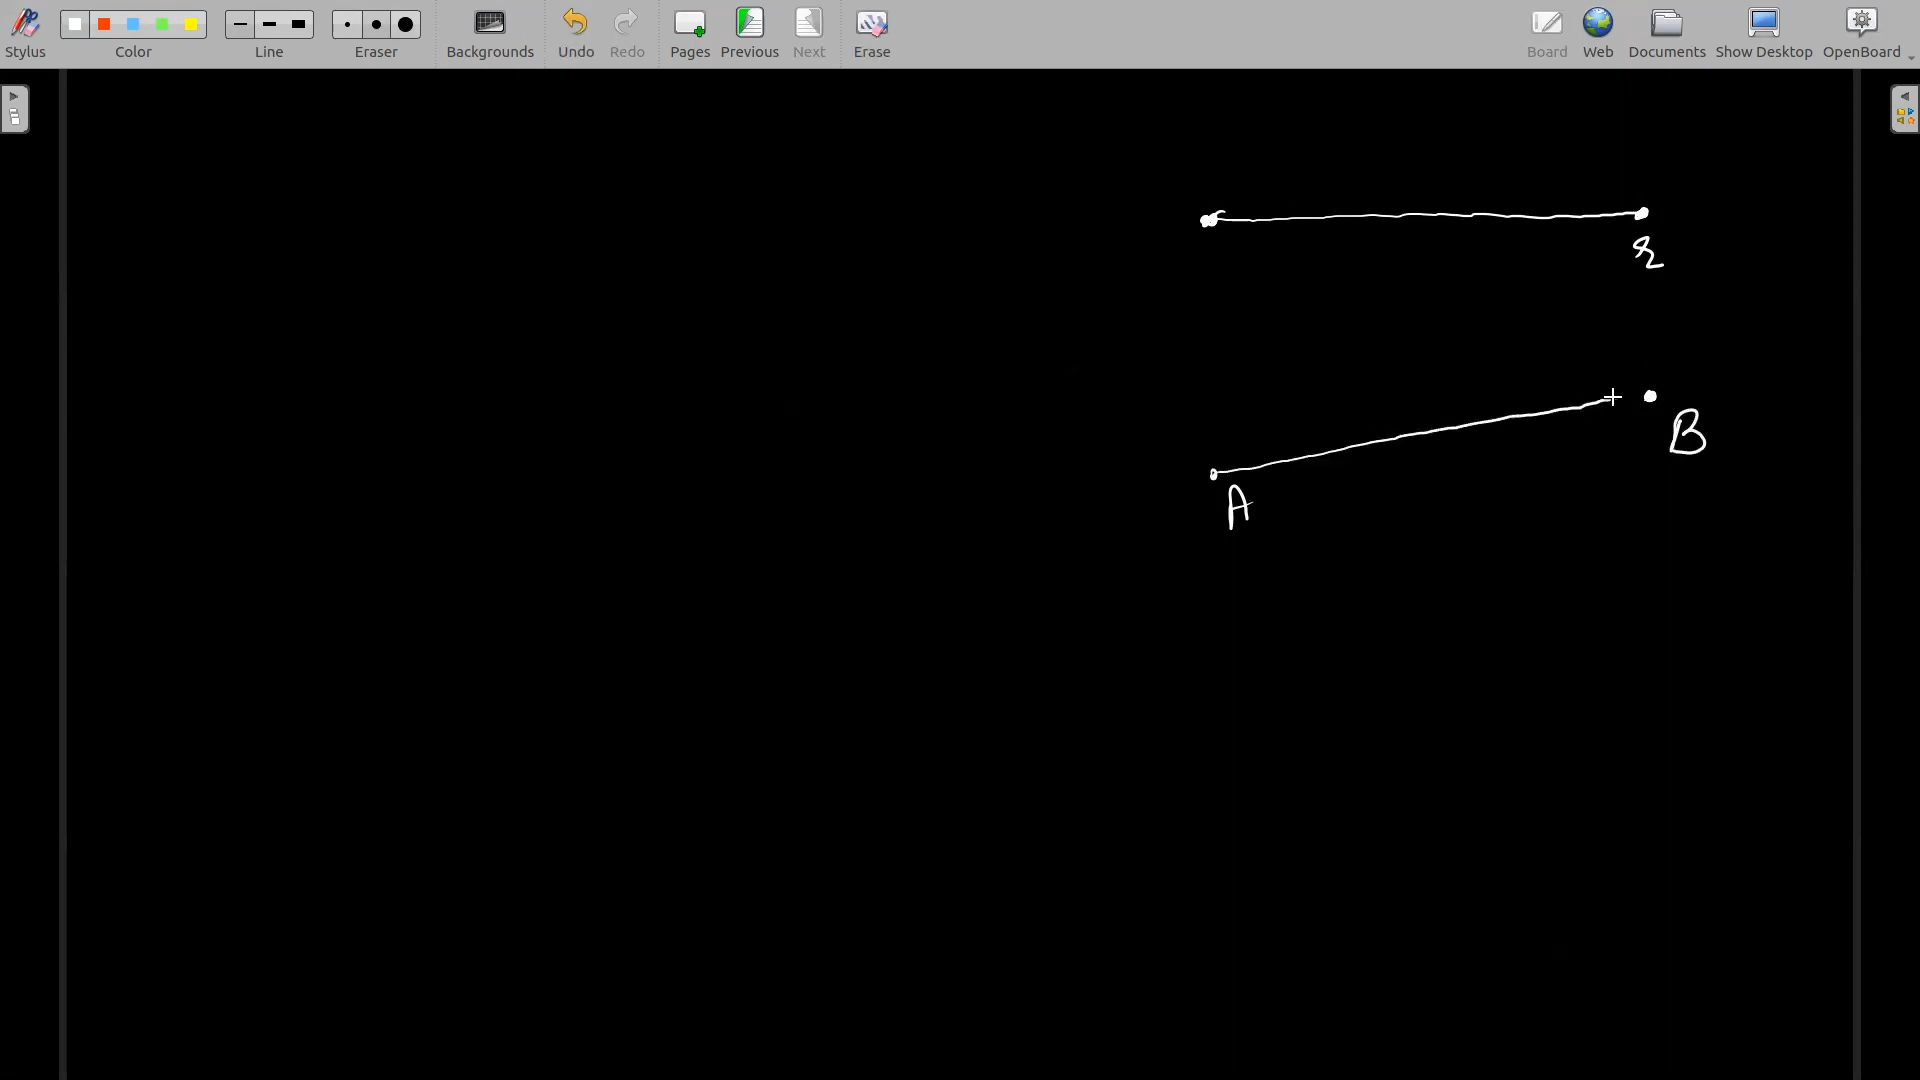 Stylus Color Line Eraser Backgrounds Undo Redo Pages Previous Next Erase Board Web Documents Show Desktop OpenBoard
B
A